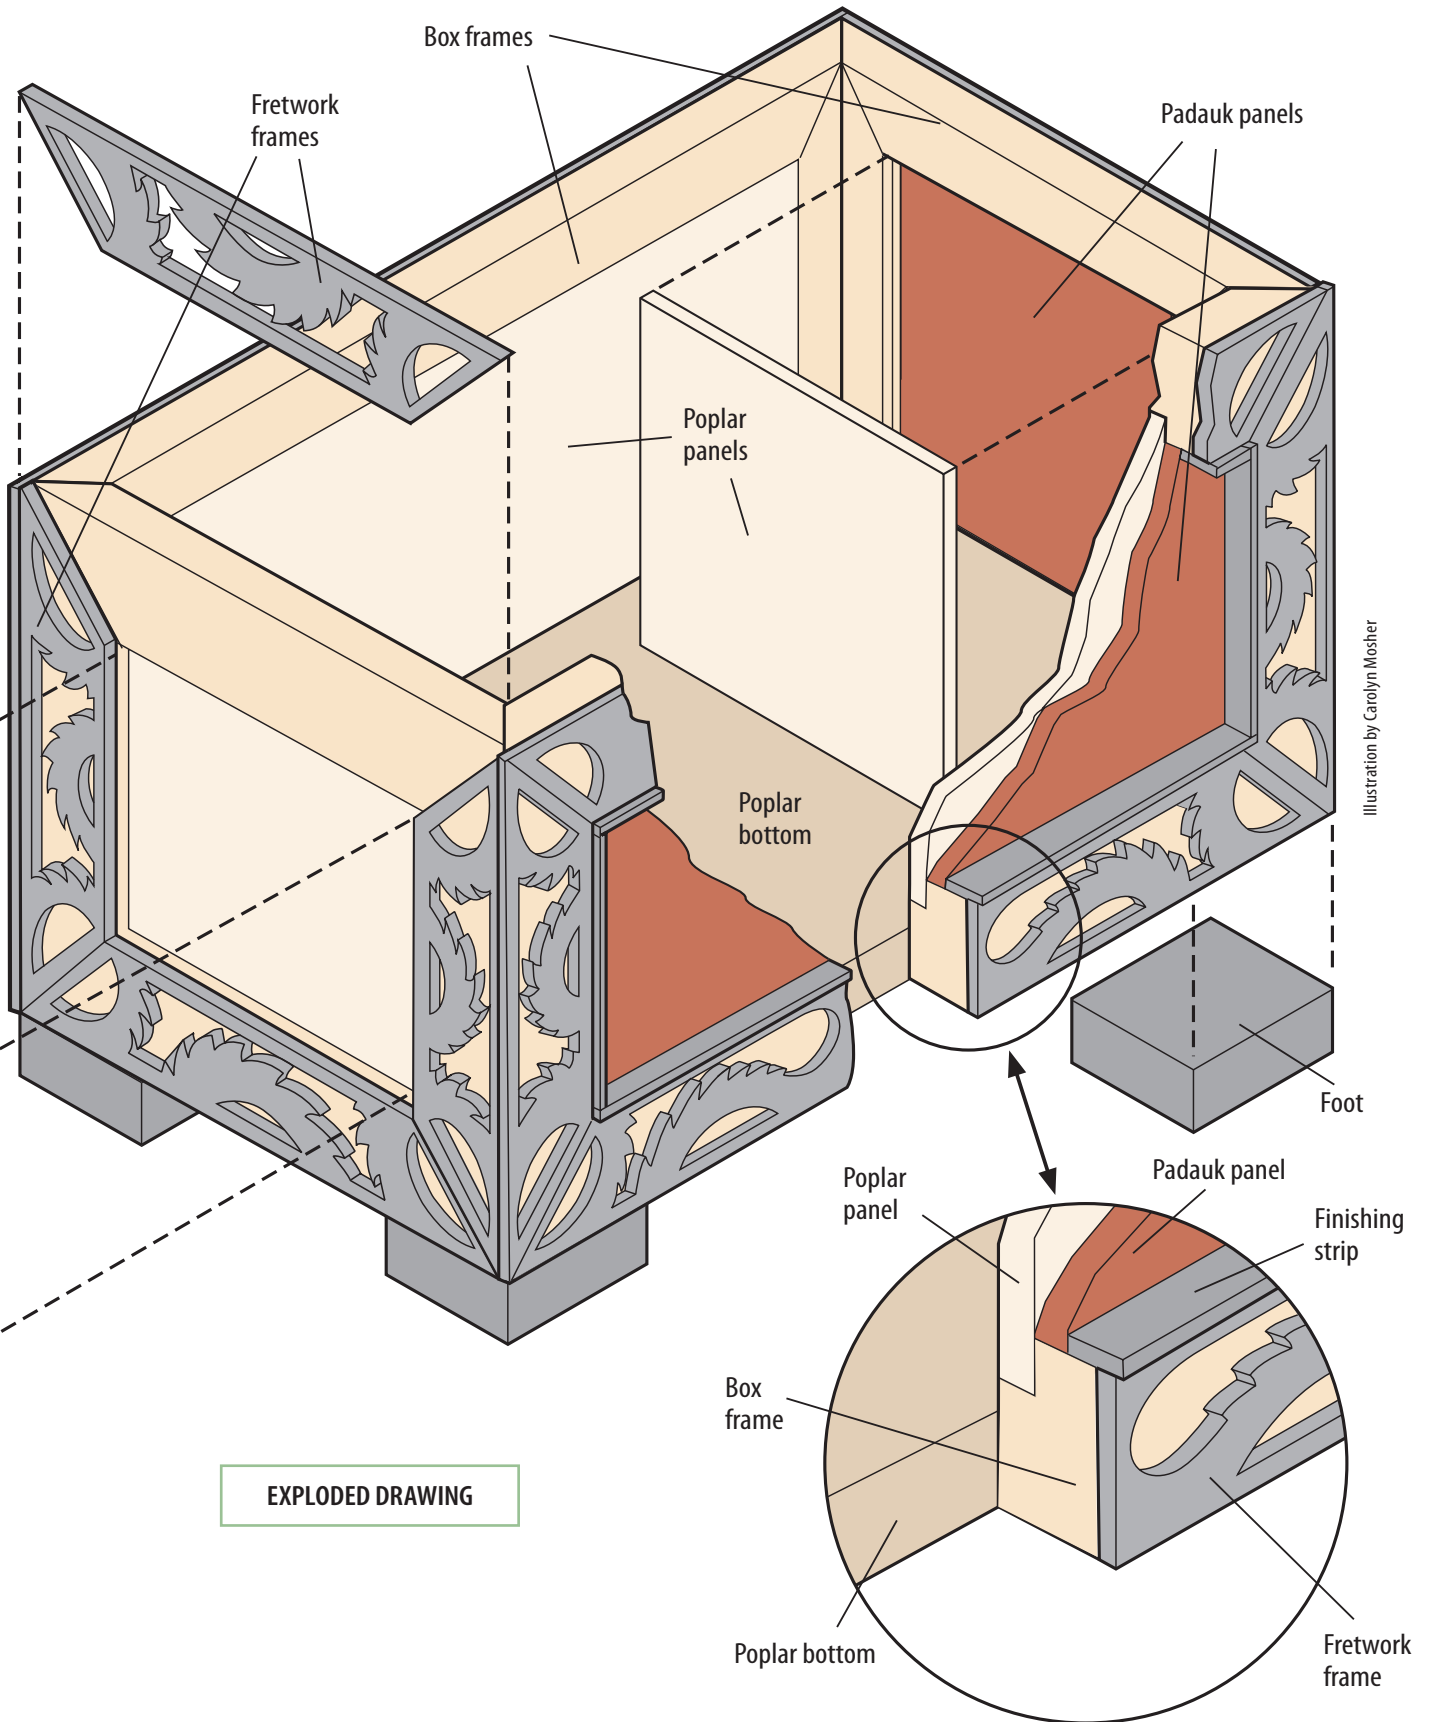 Box frames
Fretwork
frames
Padauk panels
Poplar
panels
Illustration by Carolyn Mosher
Poplar
bottom
Foot
Poplar
panel
Padauk panel
Finishing
strip
Box
frame
EXPLODED DRAWING
Poplar bottom
Fretwork
frame